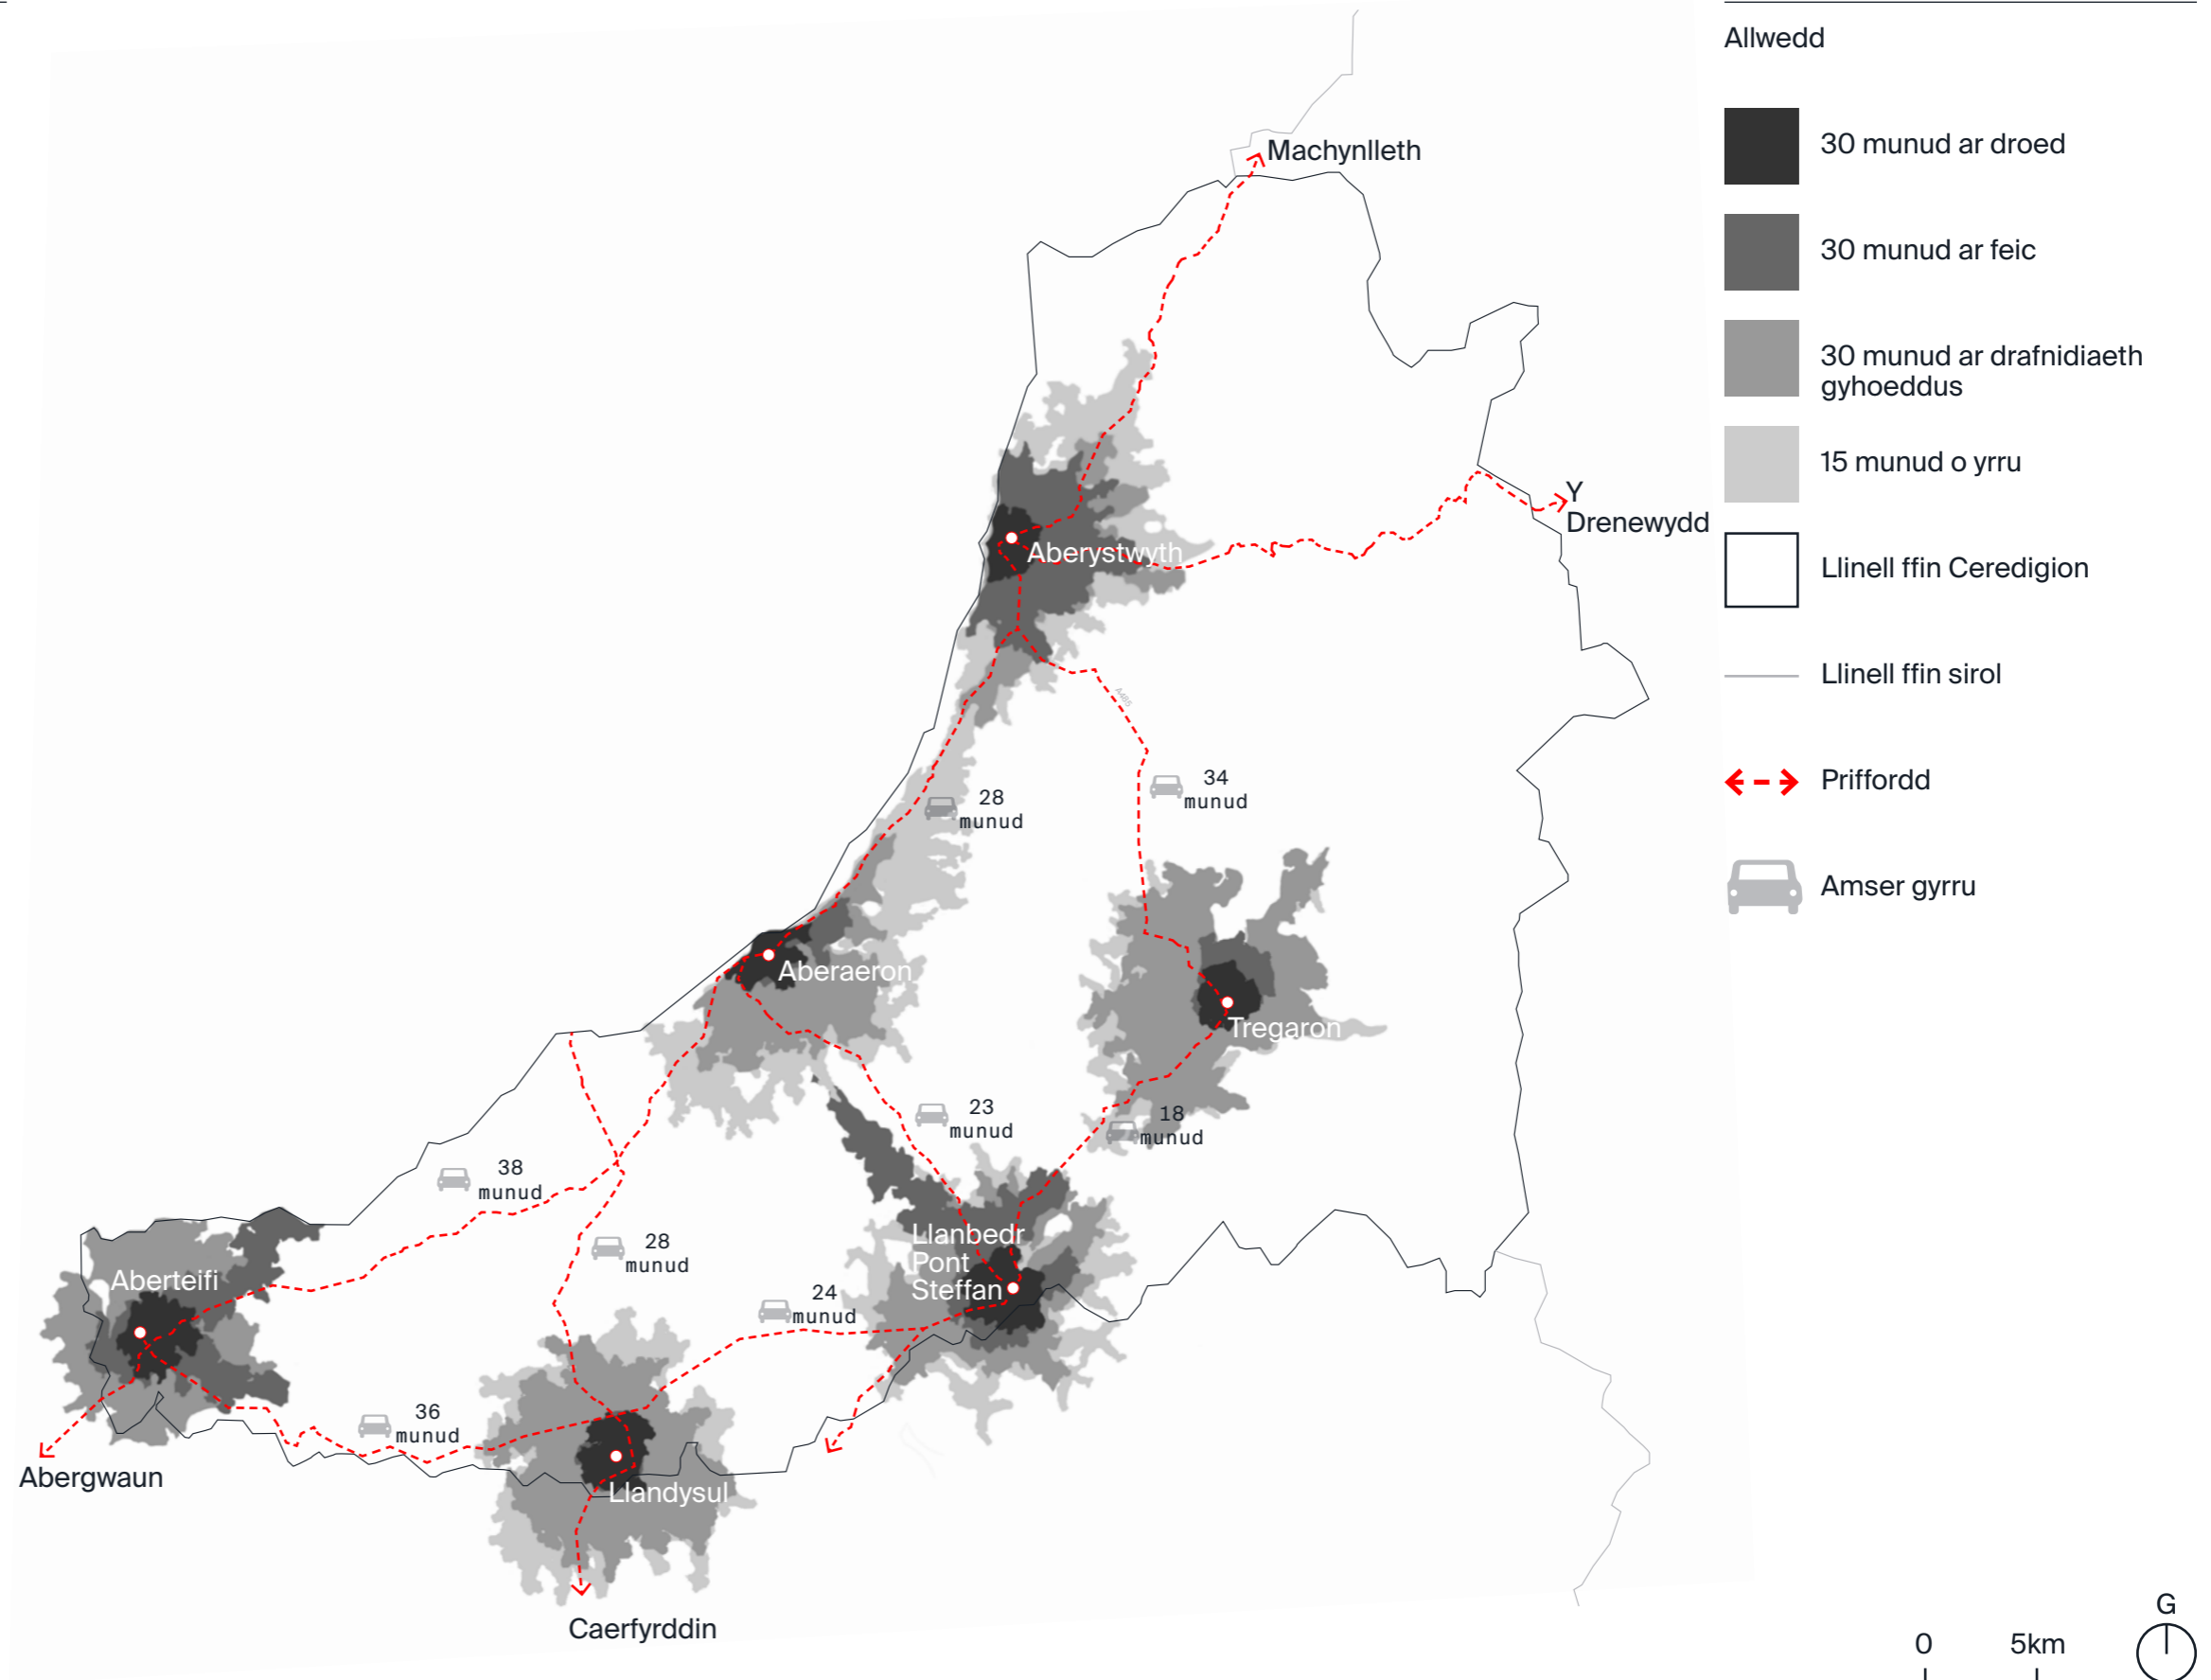 Allwedd
30 munud ar droed
30 munud ar feic
30 munud ar drafnidiaeth
gyhoeddus
15 munud o yrru
Llinell ffin Ceredigion
Llinell ffin sirol
Priffordd
Amser gyrru
Machynlleth
Y
Drenewydd
Aberystwyth
A485
28
munud
34
munud
Aberaeron
Tregaron
23
munud
18
munud
38
munud
28
munud
Llanbedr
Pont
Steffan
24
munud
Aberteifi
36
munud
Abergwaun
Llandysul
Caerfyrddin
0
5km
G